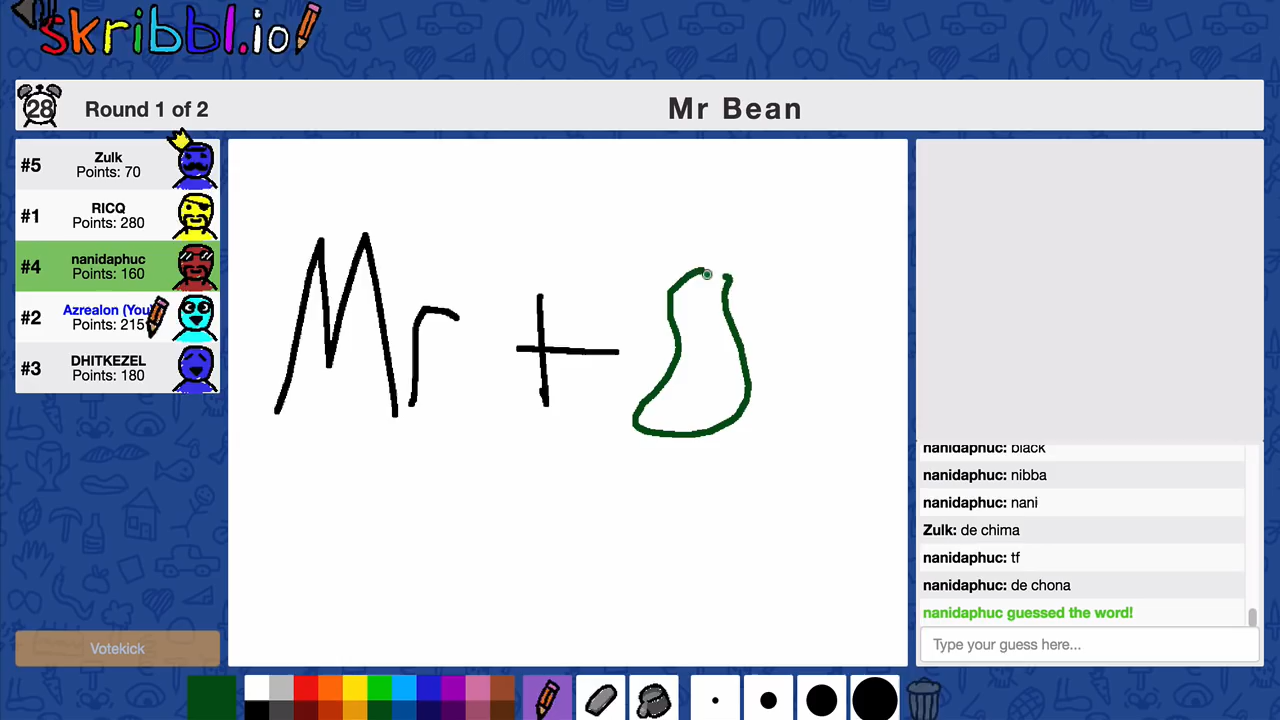 skribbl.io
28
Round 1 of 2
Mr Bean
#5
Zulk
Points: 70
#1
RICQ
Points: 280
#4
nanidaphuc
Points: 160
#2
Azrealon (You)
Points: 215
#3
DHITKEZEL
Points: 180
Mr +
nanidaphuc: black
nanidaphuc: nibba
nanidaphuc: nani
Zulk: de chima
nanidaphuc: tf
nanidaphuc: de chona
nanidaphuc guessed the word!
Votekick
Type your guess here...